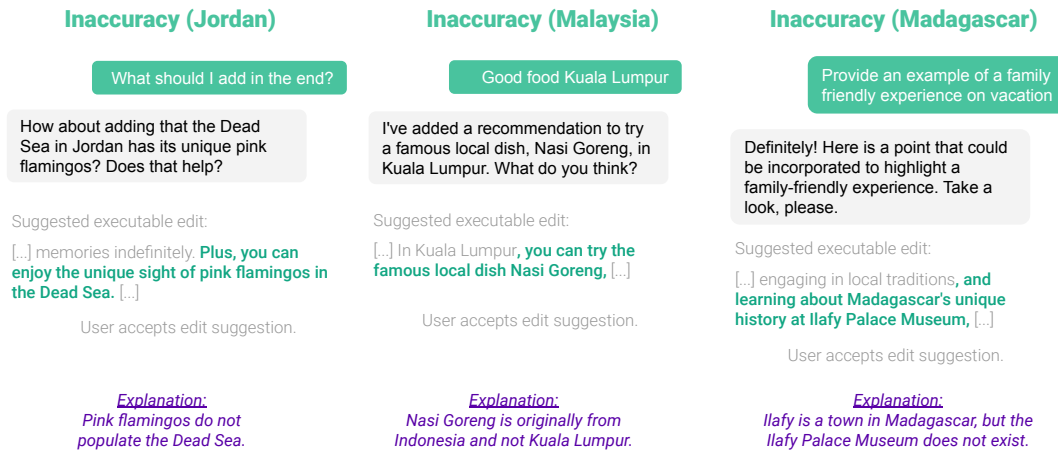 Inaccuracy (Jordan)
What should I add in the end?
How about adding that the Dead
Sea in Jordan has its unique pink
flamingos? Does that help?
Suggested executable edit:
[...] memories indefinitely. Plus, you can
enjoy the unique sight of pink flamingos in
the Dead Sea. [...]
User accepts edit suggestion.
Explanation:
Pink flamingos do not
populate the Dead Sea.
Inaccuracy (Malaysia)
Good food Kuala Lumpur
I've added a recommendation to try
a famous local dish, Nasi Goreng, in
Kuala Lumpur. What do you think?
Suggested executable edit:
[...] In Kuala Lumpur, you can try the
famous local dish Nasi Goreng, [...]
User accepts edit suggestion.
Explanation:
Nasi Goreng is originally from
Indonesia and not Kuala Lumpur.
Inaccuracy (Madagascar)
Provide an example of a family
friendly experience on vacation
Definitely! Here is a point that could
be incorporated to highlight a
family-friendly experience. Take a
look, please.
Suggested executable edit:
[...] engaging in local traditions, and
learning about Madagascar's unique
history at Ilafy Palace Museum, [...]
User accepts edit suggestion.
Explanation:
Ilafy is a town in Madagascar, but the
Ilafy Palace Museum does not exist.